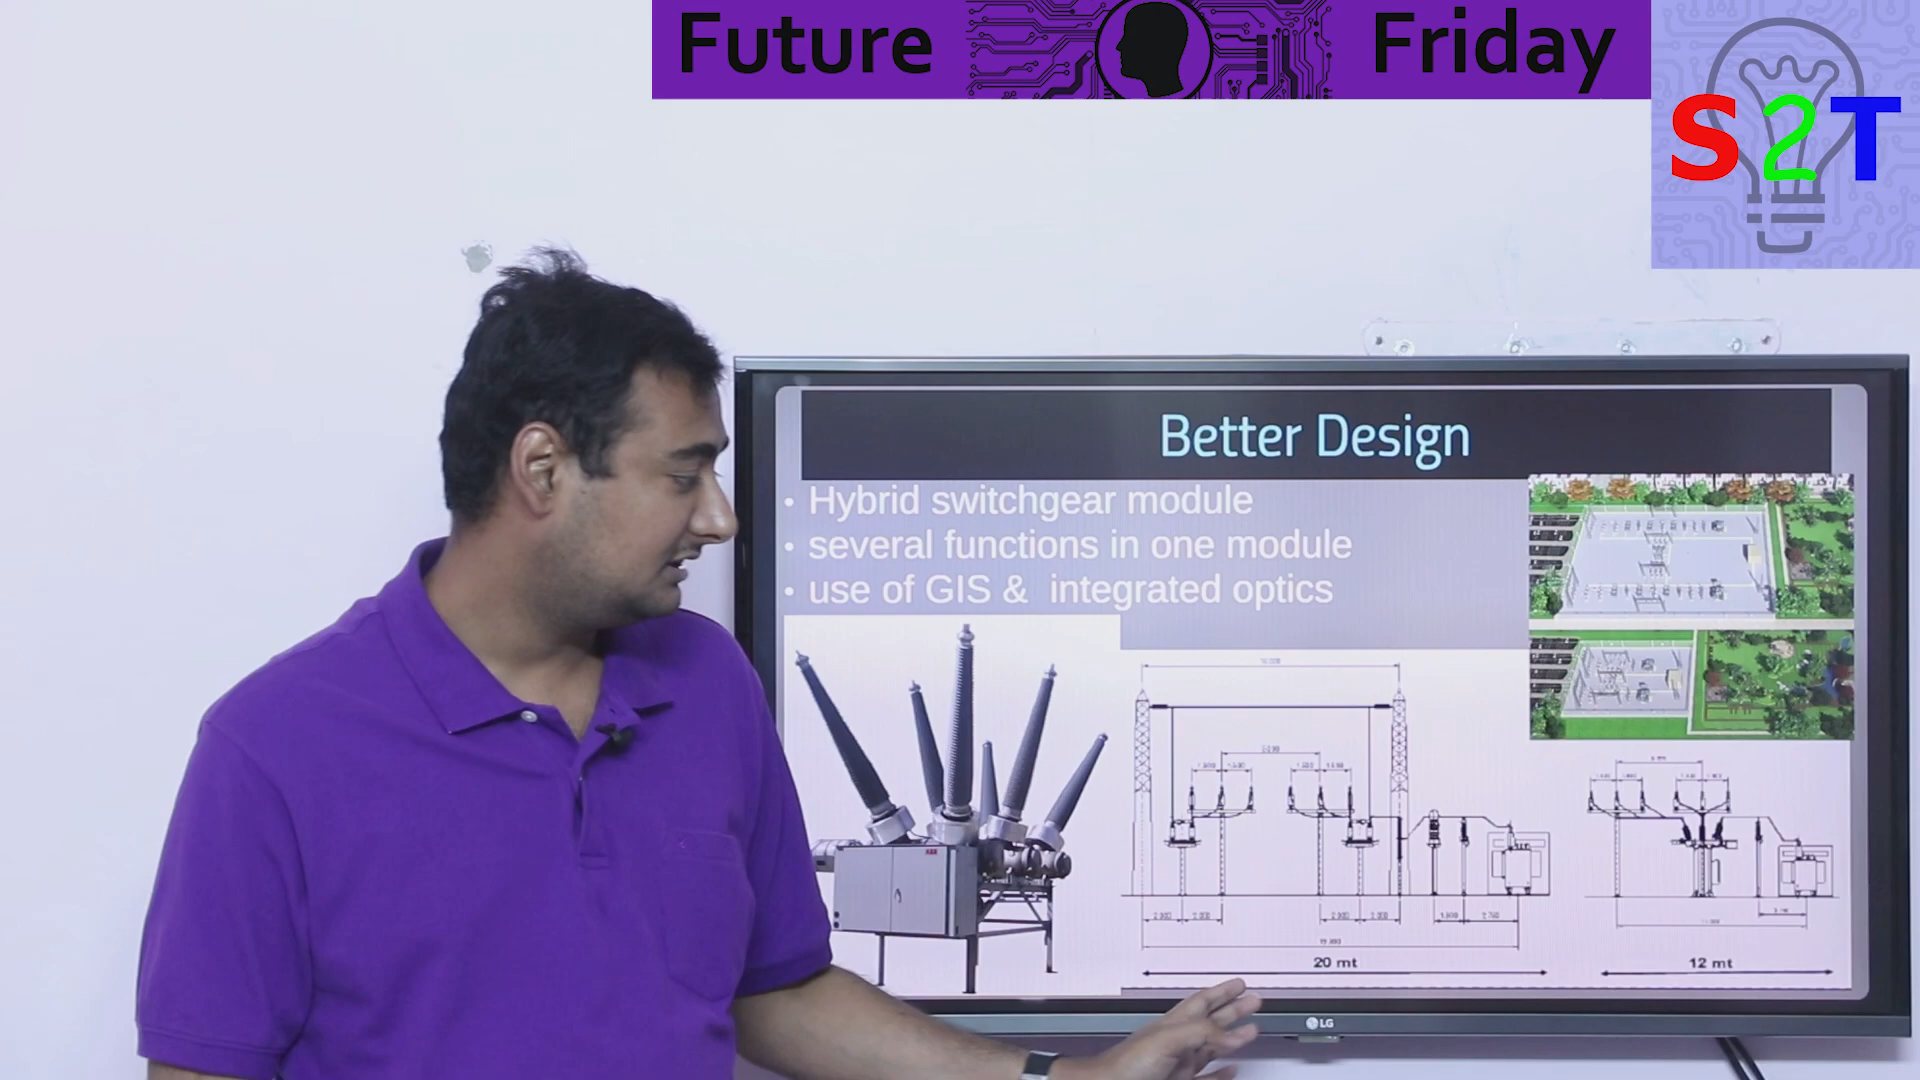 Future Friday
S2T
Better Design
• Hybrid switchgear module
• several functions in one module
• use of GIS & integrated optics
ABB
20 mt
12 mt
LG